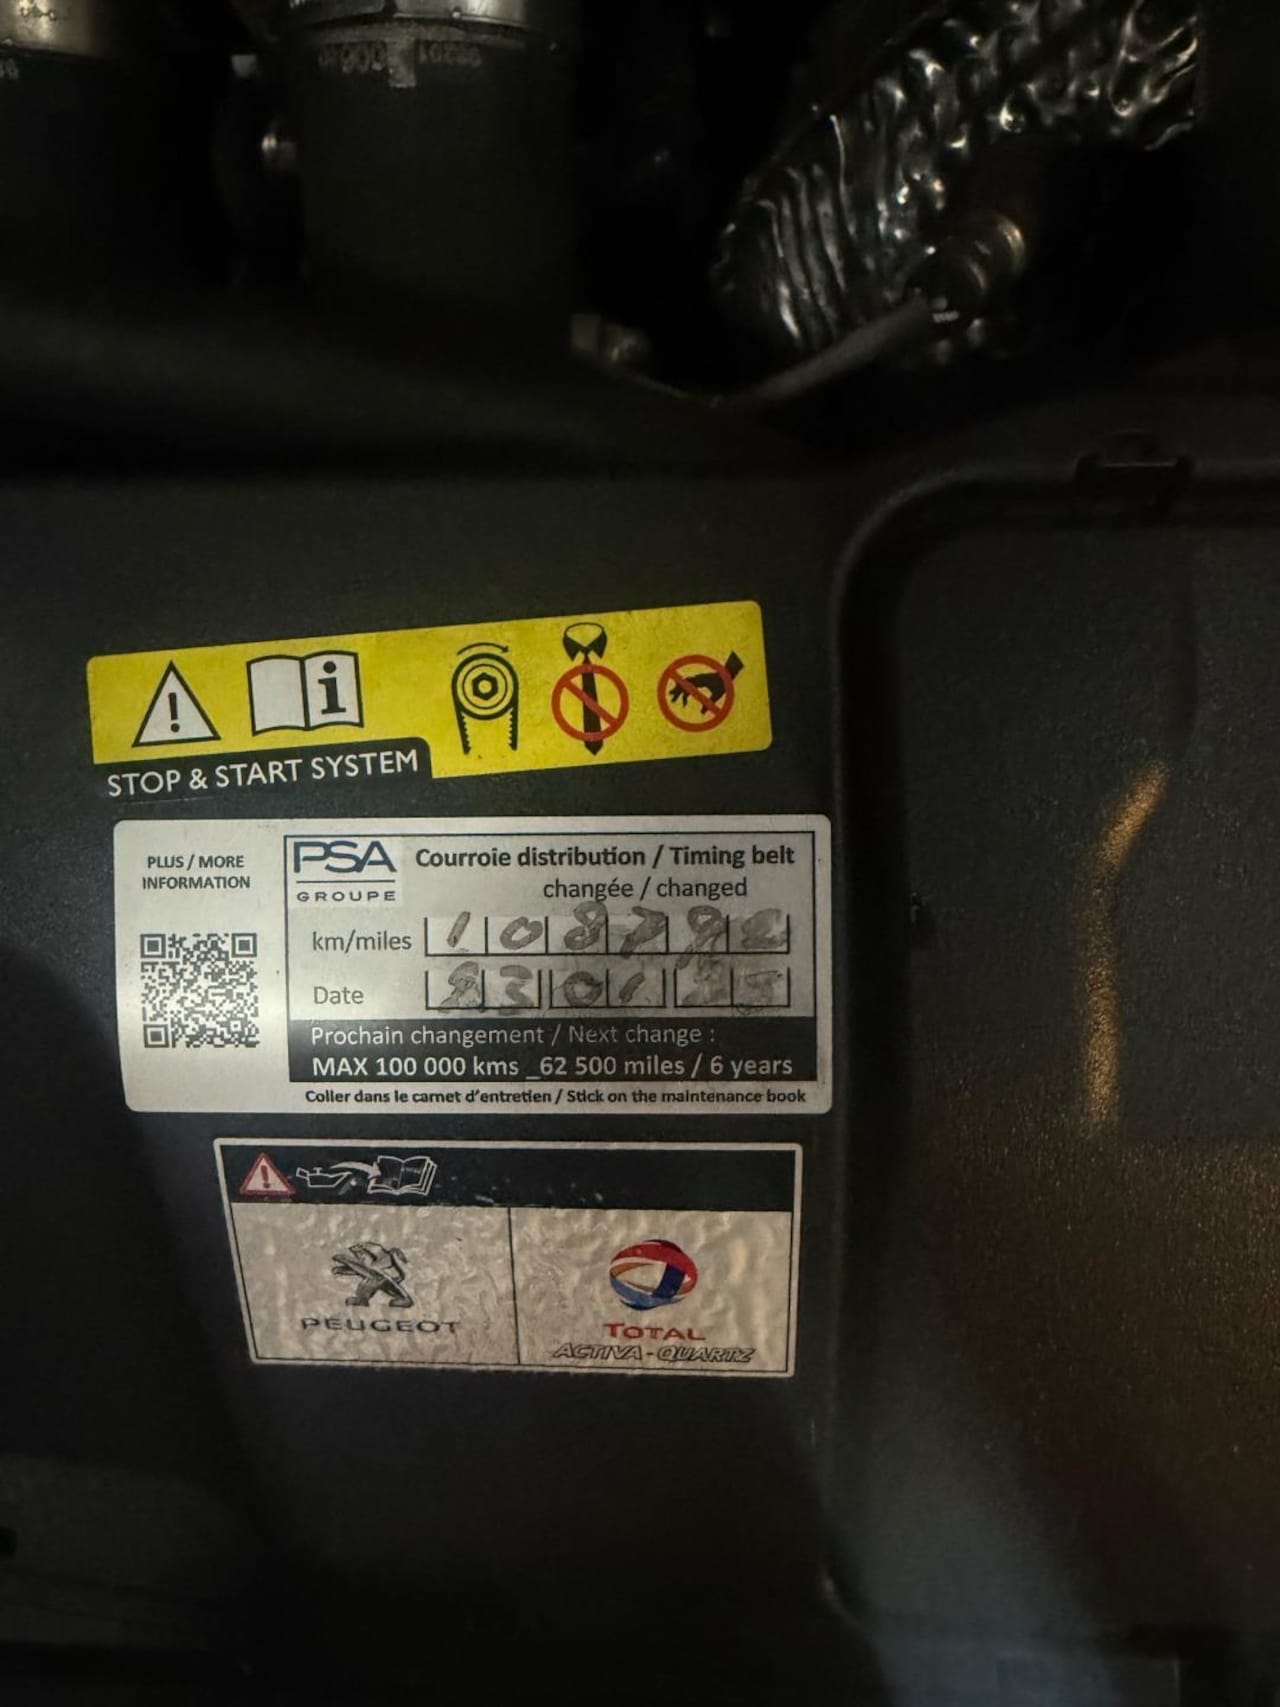 STOP & START SYSTEM
PLUS / MORE
INFORMATION
PSA
GROUPE
Courroie distribution / Timing belt
changée / changed
km/miles
Date
Prochain changement / Next change :
MAX 100 000 kms _62 500 miles / 6 years
Coller dans le carnet d'entretien / Stick on the maintenance book
PEUGEOT
TOTAL
ACTIVA-QUARTZ